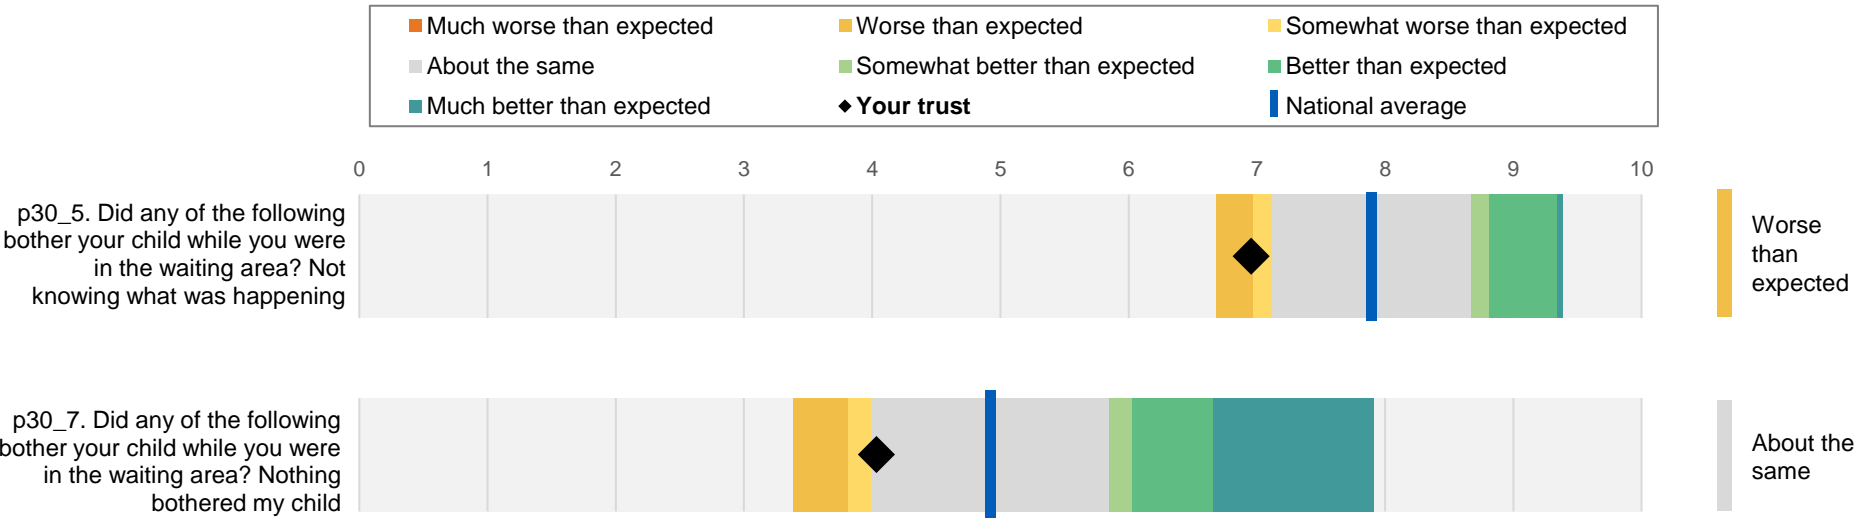 Much worse than expected
Worse than expected
Somewhat worse than expected
About the same
Somewhat better than expected
Better than expected
Much better than expected
Your trust
National average
0 1 2 3 4 5 6 7 8 9 10
p30_5. Did any of the following
bother your child while you were
in the waiting area? Not
knowing what was happening
Worse
than
expected
p30_7. Did any of the following
bother your child while you were
in the waiting area? Nothing
bothered my child
About the
same